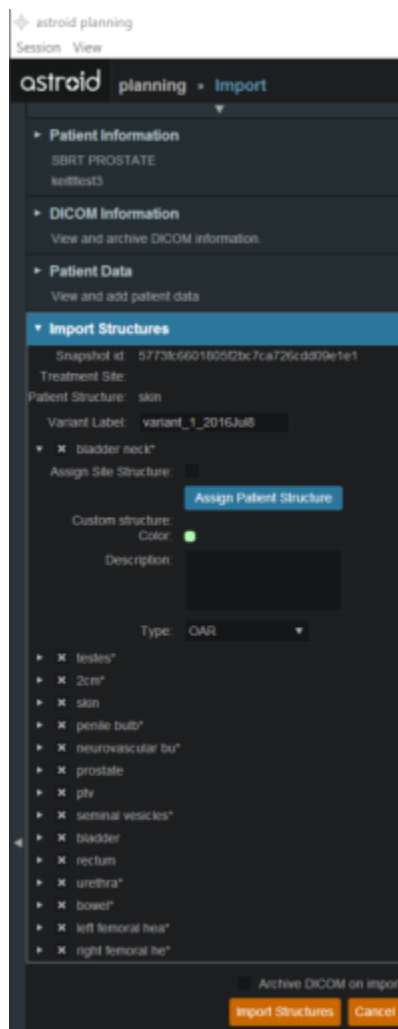 astroid planning
Session View
astroid planning » Import
Patient Information
SBRT PROSTATE
keitttest3
DICOM Information
View and archive DICOM information.
Patient Data
View and add patient data
Import Structures
Snapshot id: 5773fc6601805f2bc7ca726cdd09e1e1
Treatment Site:
Patient Structure: skin
Variant Label: variant_1_2016Jul8
bladder neck*
Assign Site Structure:
Assign Patient Structure
Custom structure:
Color:
Description:
Type: OAR
testes*
2cm*
skin
penile bulb*
neurovascular bu*
prostate
ptv
seminal vesicles*
bladder
rectum
urethra*
bowel*
left femoral hea*
right femoral he*
Archive DICOM on impor
Import Structures Cancel